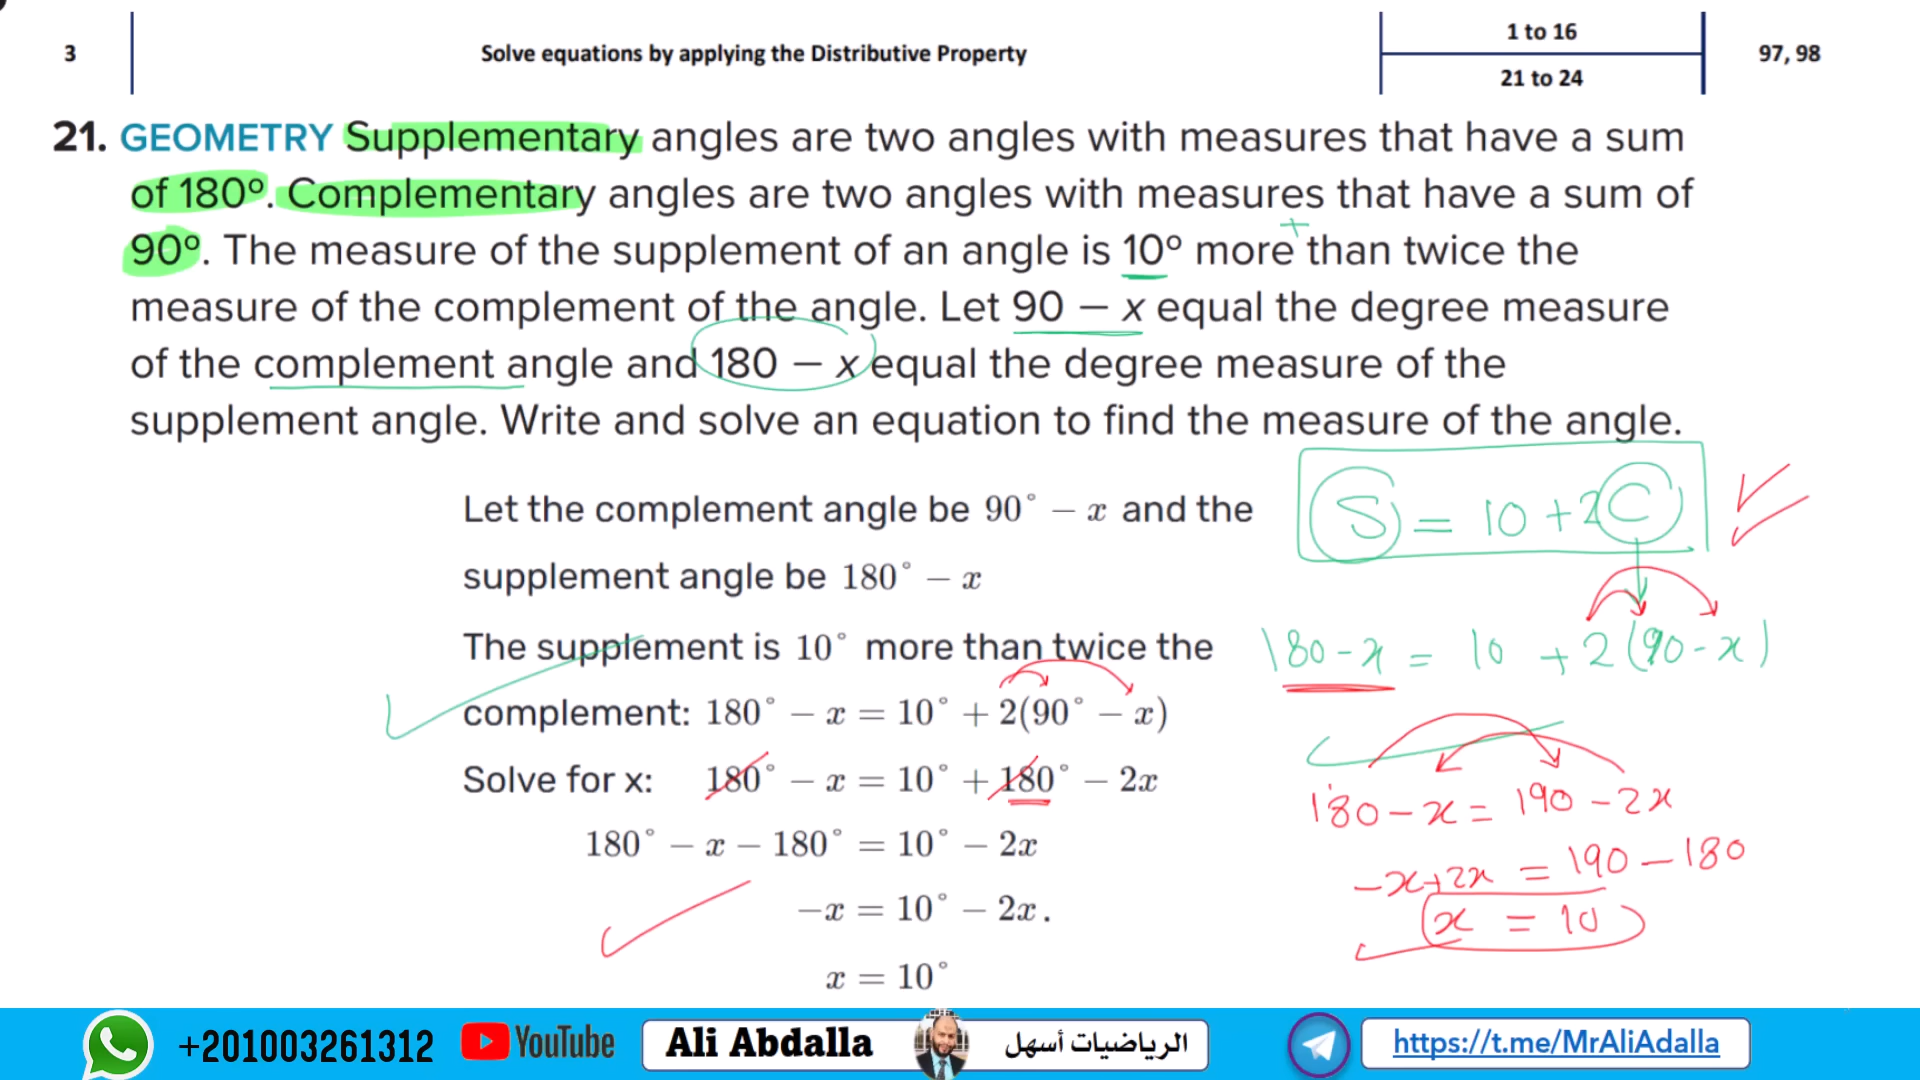 3 Solve equations by applying the Distributive Property 1 to 16 97, 98
21 to 24
21. GEOMETRY Supplementary angles are two angles with measures that have a sum
of 180°. Complementary angles are two angles with measures that have a sum of
+
90°. The measure of the supplement of an angle is 10° more than twice the
measure of the complement of the angle. Let 90 − x equal the degree measure
of the complement angle and 180 − x equal the degree measure of the
supplement angle. Write and solve an equation to find the measure of the angle.
Let the complement angle be 90° − x and the
supplement angle be 180° − x
The supplement is 10° more than twice the
complement: 180° − x = 10° + 2(90° − x)
Solve for x: 180° − x = 10° + 180° − 2x
180° − x − 180° = 10° − 2x
−x = 10° − 2x.
x = 10°
S = 10 + 2C
180 - x = 10 + 2(90 - x)
180 - x = 190 - 2x
-x + 2x = 190 - 180
x = 10
+201003261312 YouTube Ali Abdalla الرياضيات أسهل https://t.me/MrAliAdalla